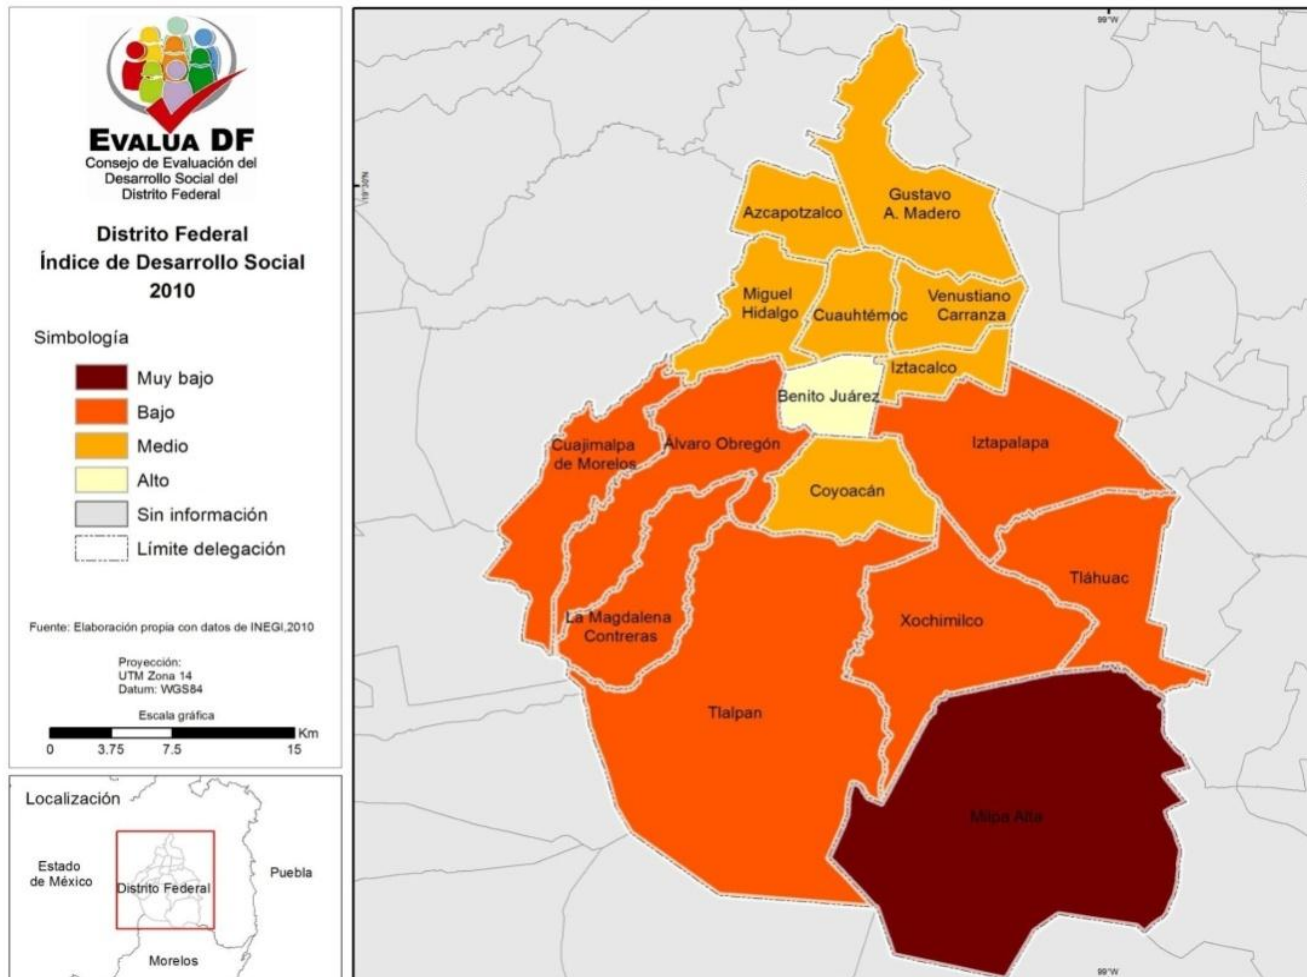 EVALUA DF
Consejo de Evaluación del
Desarrollo Social del
Distrito Federal
Distrito Federal
Índice de Desarrollo Social
2010
Simbología
Muy bajo
Bajo
Medio
Alto
Sin información
Límite delegación
Fuente: Elaboración propia con datos de INEGI,2010
Proyección:
UTM Zona 14
Datum: WGS84
Escala gráfica
Km
0 3.75 7.5 15
Localización
Estado
de México
Distrito Federal
Puebla
Morelos
99°W
19°30'N
Gustavo
A. Madero
Azcapotzalco
Miguel
Hidalgo
Cuauhtémoc
Venustiano
Carranza
Iztacalco
Benito Juárez
Cuajimalpa
de Morelos
Álvaro Obregón
Iztapalapa
Coyoacán
Tláhuac
La Magdalena
Contreras
Xochimilco
Tlalpan
Milpa Alta
99°W